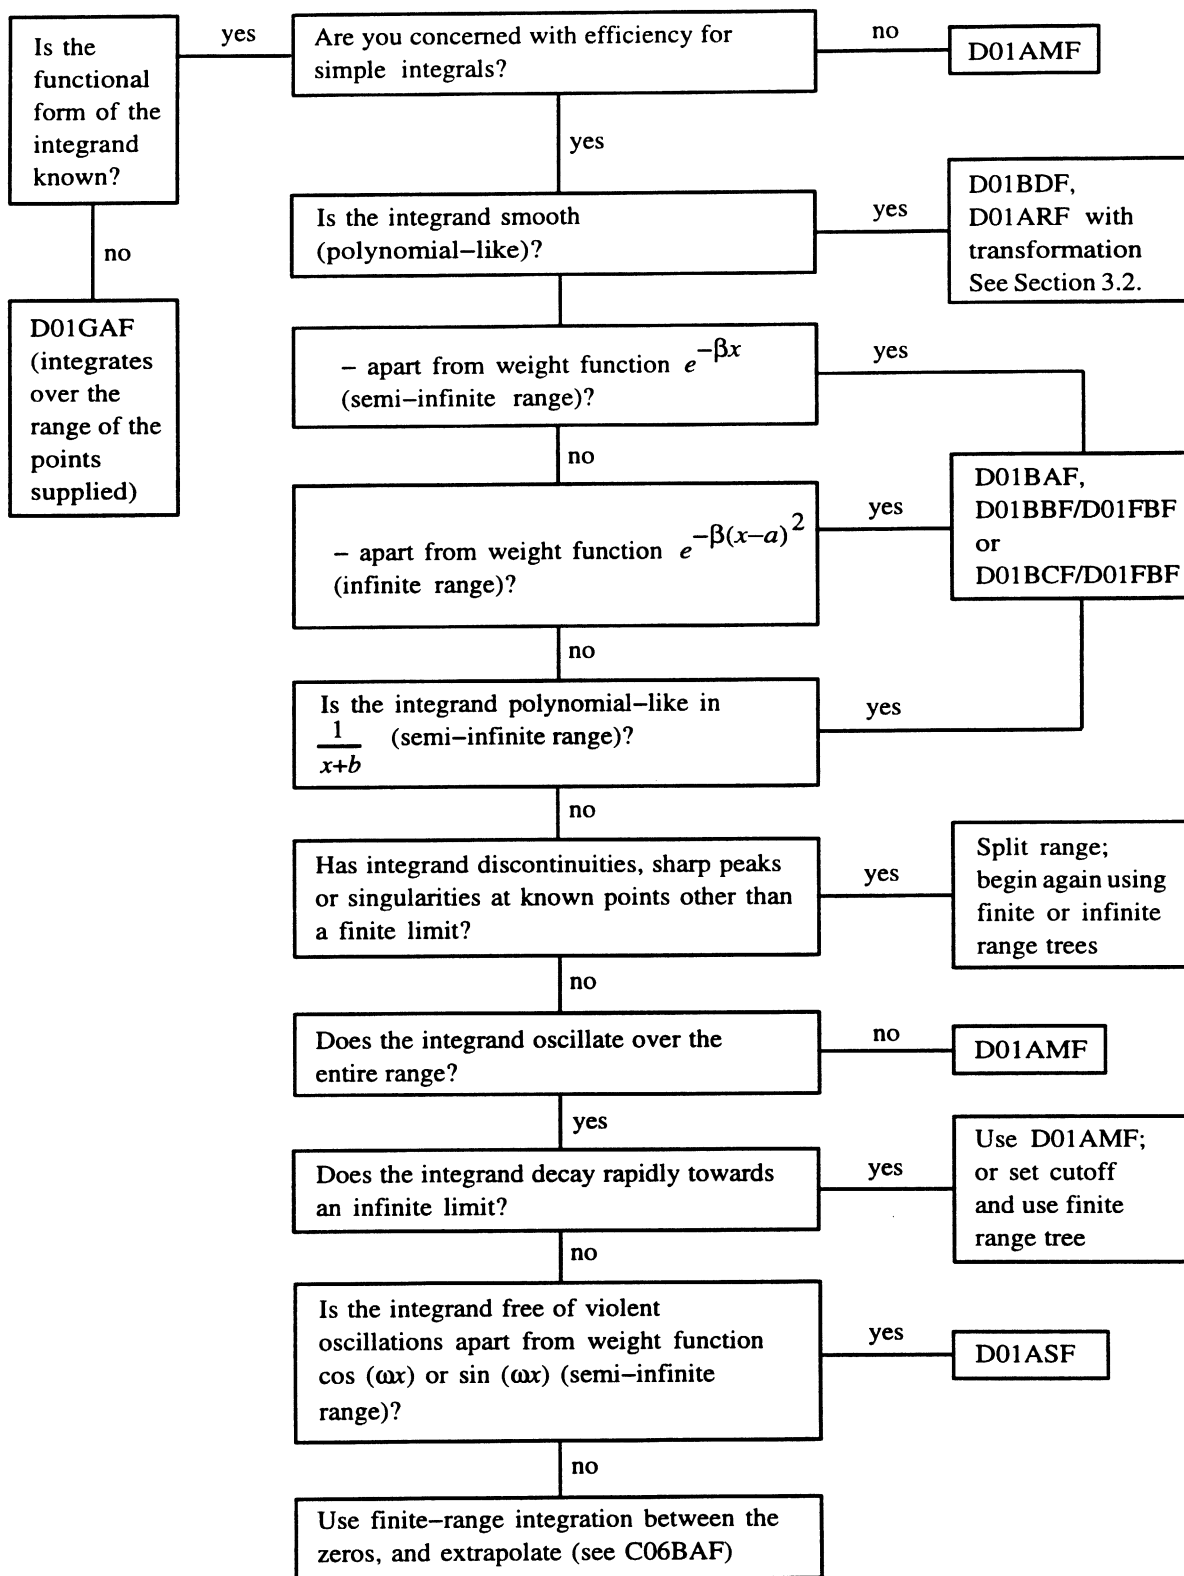 Is the
functional
form of the
integrand
known?
yes
Are you concerned with efficiency for
simple integrals?
no
D01AMF
yes
no
D01GAF
(integrates
over the
range of the
points
supplied)
Is the integrand smooth
(polynomial–like)?
yes
D01BDF,
D01ARF with
transformation
See Section 3.2.
– apart from weight function e^{–βx}
(semi–infinite range)?
yes
no
– apart from weight function e^{–β(x–a)^2}
(infinite range)?
yes
D01BAF,
D01BBF/D01FBF
or
D01BCF/D01FBF
no
Is the integrand polynomial–like in
1/(x+b) (semi–infinite range)?
yes
no
Has integrand discontinuities, sharp peaks
or singularities at known points other than
a finite limit?
yes
Split range;
begin again using
finite or infinite
range trees
no
Does the integrand oscillate over the
entire range?
no
D01AMF
yes
Does the integrand decay rapidly towards
an infinite limit?
yes
Use D01AMF;
or set cutoff
and use finite
range tree
no
Is the integrand free of violent
oscillations apart from weight function
cos (ωx) or sin (ωx) (semi–infinite
range)?
yes
D01ASF
no
Use finite–range integration between the
zeros, and extrapolate (see C06BAF)